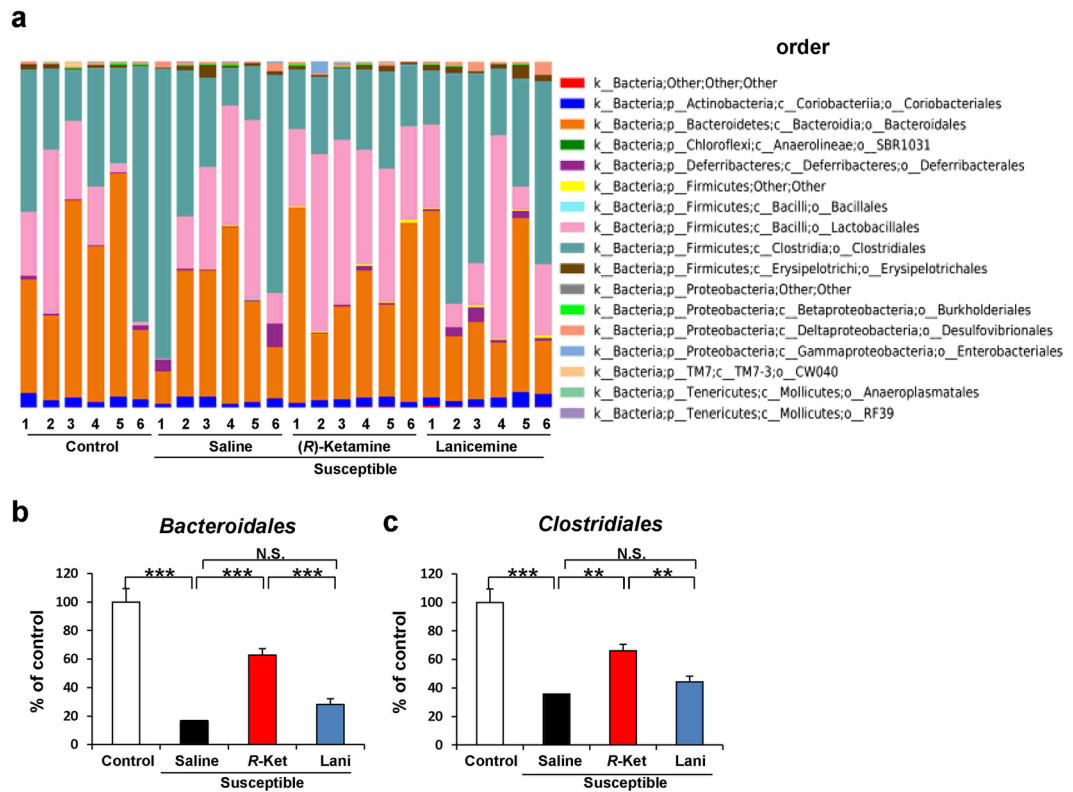 a
order
k__Bacteria;Other;Other;Other
k__Bacteria;p__Actinobacteria;c__Coriobacteriia;o__Coriobacteriales
k__Bacteria;p__Bacteroidetes;c__Bacteroidia;o__Bacteroidales
k__Bacteria;p__Chloroflexi;c__Anaerolineae;o__SBR1031
k__Bacteria;p__Deferribacteres;c__Deferribacteres;o__Deferribacterales
k__Bacteria;p__Firmicutes;Other;Other
k__Bacteria;p__Firmicutes;c__Bacilli;o__Bacillales
k__Bacteria;p__Firmicutes;c__Bacilli;o__Lactobacillales
k__Bacteria;p__Firmicutes;c__Clostridia;o__Clostridiales
k__Bacteria;p__Firmicutes;c__Erysipelotrichi;o__Erysipelotrichales
k__Bacteria;p__Proteobacteria;Other;Other
k__Bacteria;p__Proteobacteria;c__Betaproteobacteria;o__Burkholderiales
k__Bacteria;p__Proteobacteria;c__Deltaproteobacteria;o__Desulfovibrionales
k__Bacteria;p__Proteobacteria;c__Gammaproteobacteria;o__Enterobacteriales
k__Bacteria;p__TM7;c__TM7-3;o__CW040
k__Bacteria;p__Tenericutes;c__Mollicutes;o__Anaeroplasmatales
k__Bacteria;p__Tenericutes;c__Mollicutes;o__RF39
1 2 3 4 5 6 1 2 3 4 5 6 1 2 3 4 5 6 1 2 3 4 5 6
Control Saline (R)-Ketamine Lanicemine
Susceptible
b
Bacteroidales
N.S.
*** *** ***
% of control
120
100
80
60
40
20
0
Control Saline R-Ket Lani
Susceptible
c
Clostridiales
N.S.
*** ** **
% of control
120
100
80
60
40
20
0
Control Saline R-Ket Lani
Susceptible